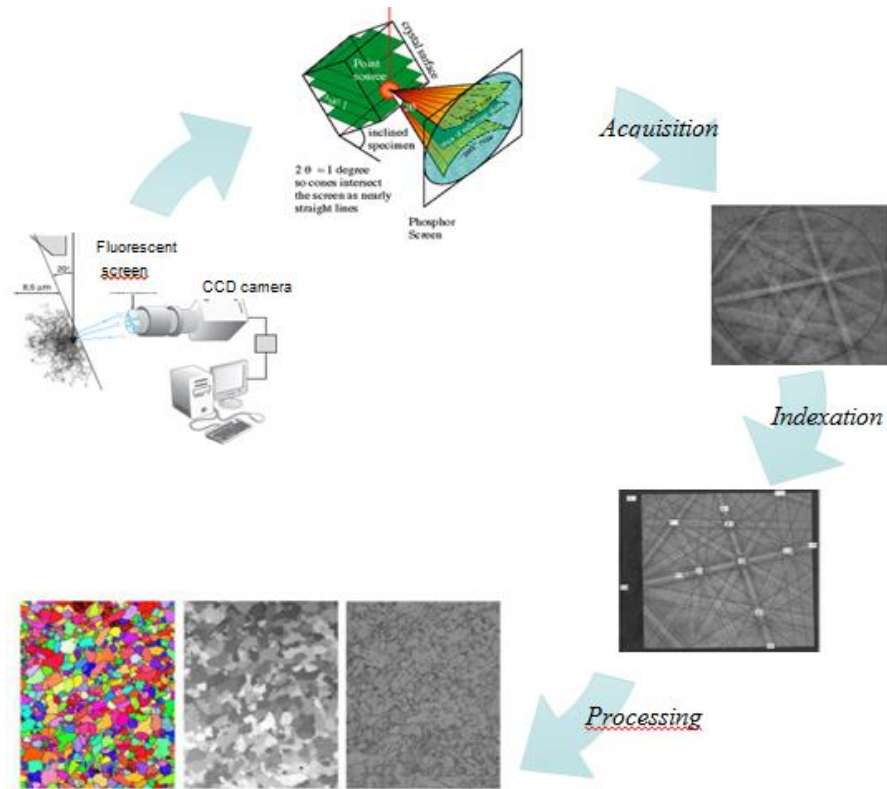 crystal surface
Point
source
inclined
specimen
2 θ ≈ 1 degree
so cones intersect
the screen as nearly
straight lines
Phosphor
Screen
Acquisition
Fluorescent
screen
20°
CCD camera
Indexation
Processing